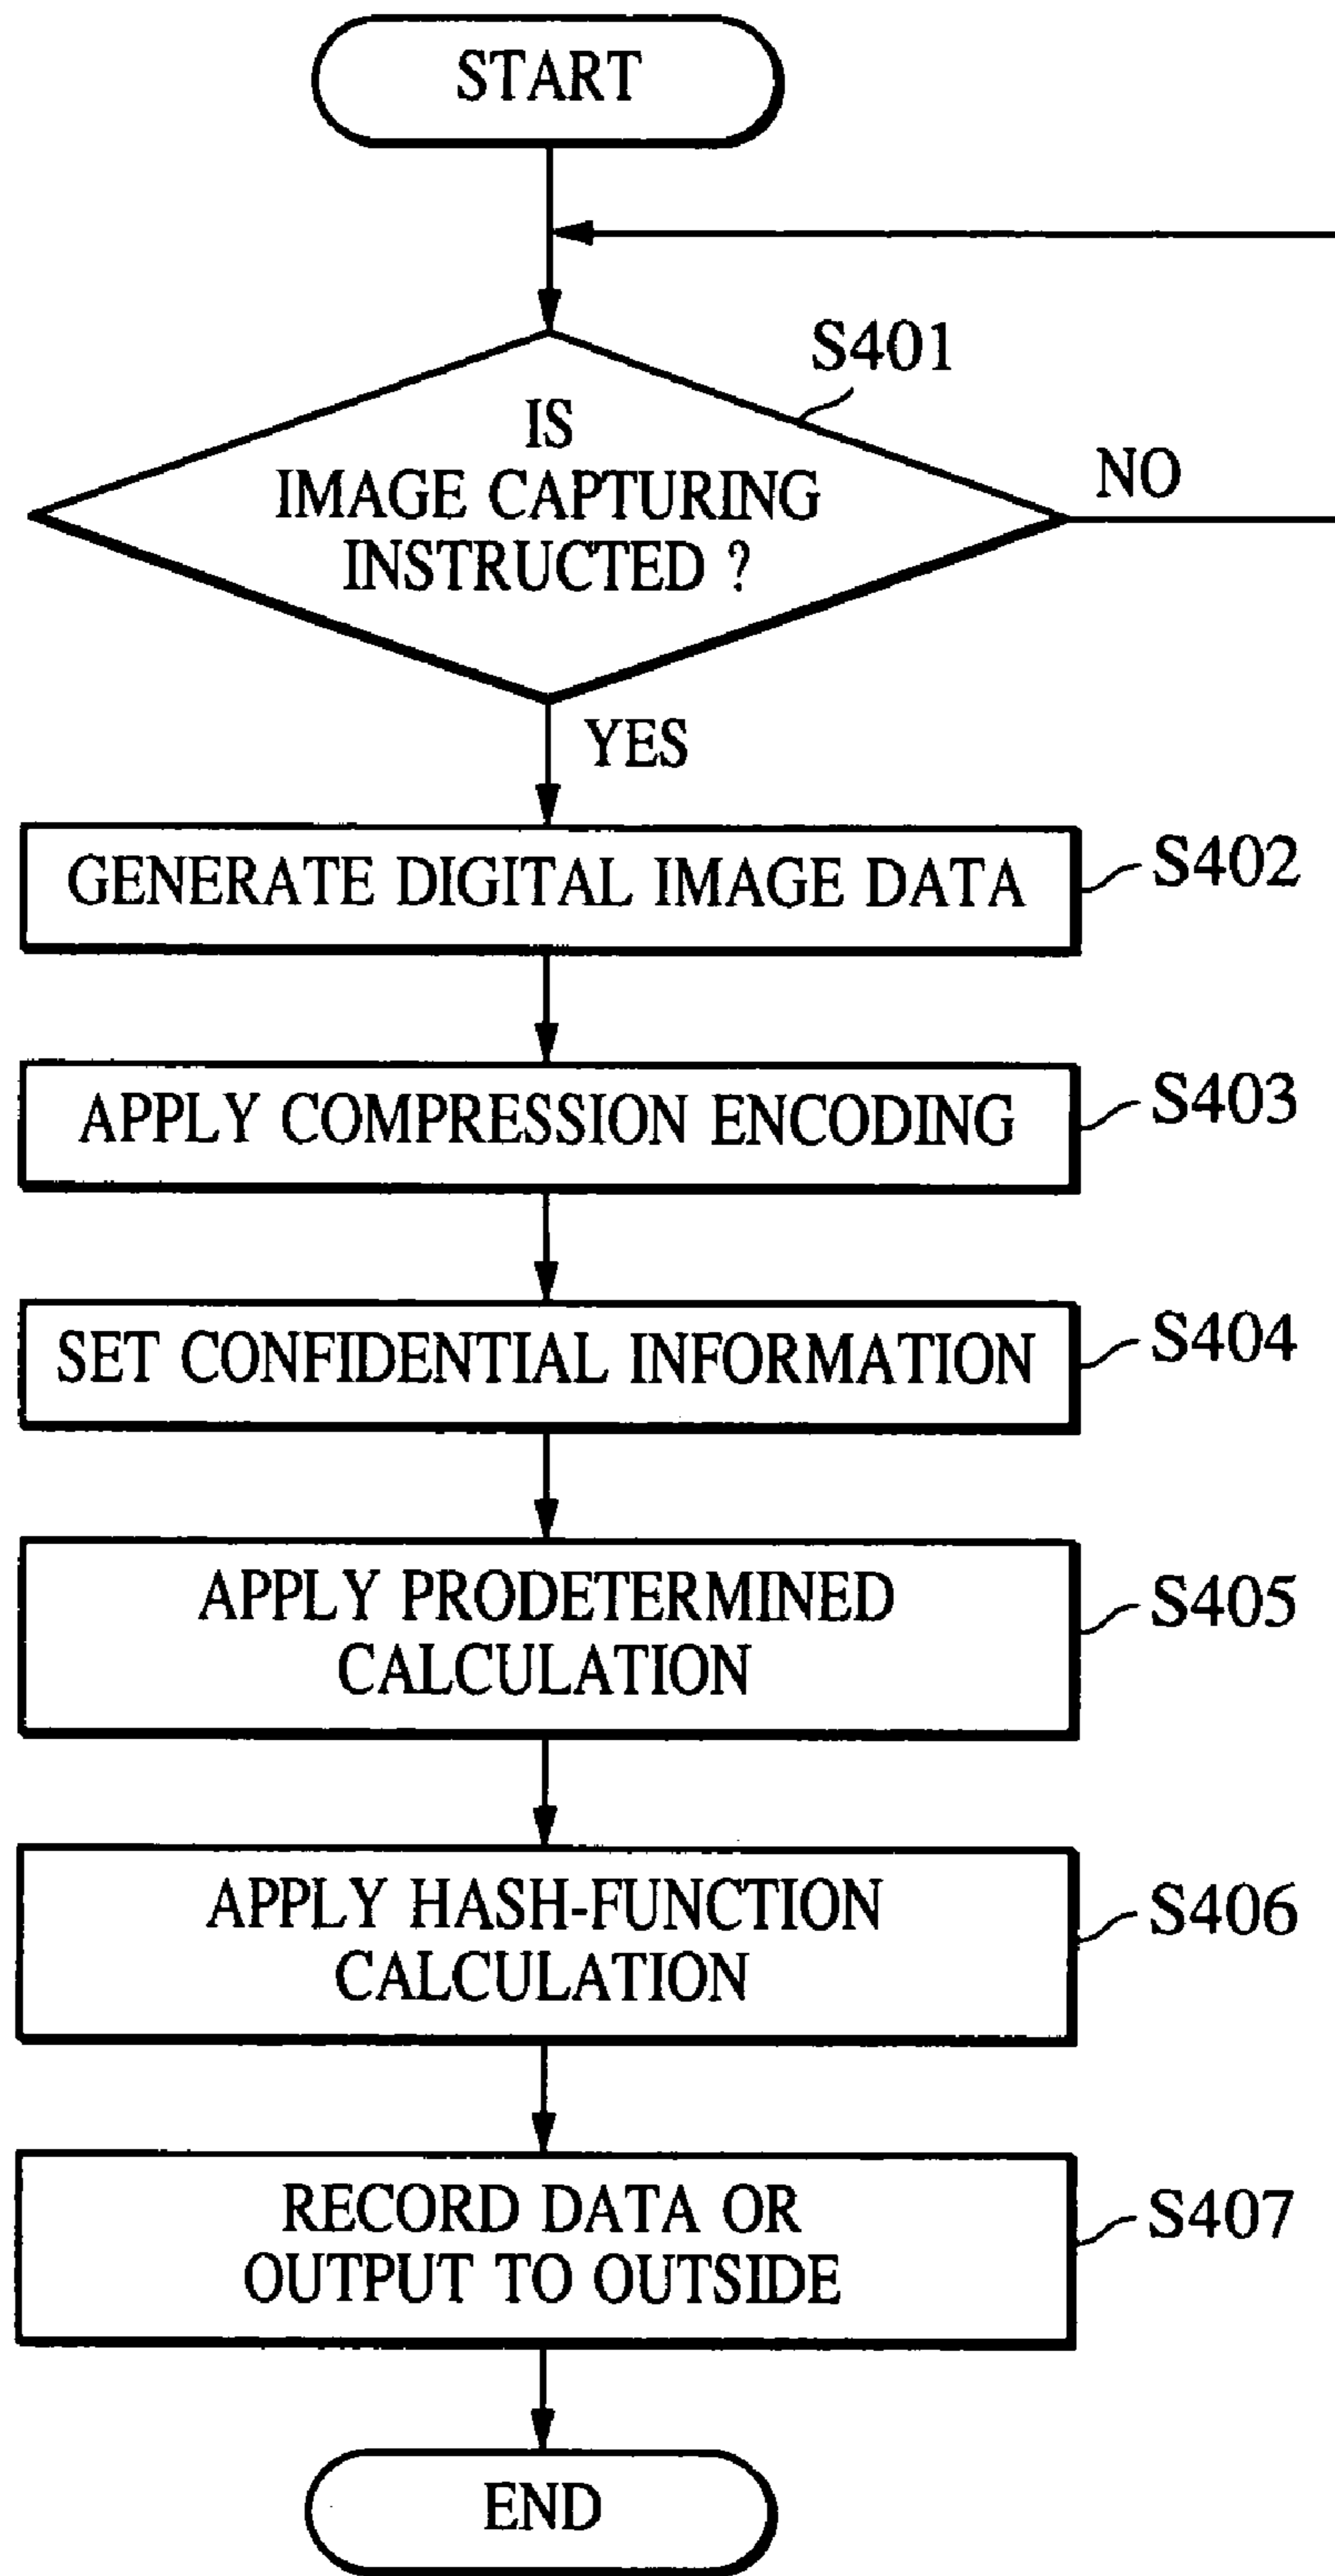 START
S401
IS
IMAGE CAPTURING
INSTRUCTED ?
NO
YES
GENERATE DIGITAL IMAGE DATA
S402
APPLY COMPRESSION ENCODING
S403
SET CONFIDENTIAL INFORMATION
S404
APPLY PRODETERMINED
CALCULATION
S405
APPLY HASH-FUNCTION
CALCULATION
S406
RECORD DATA OR
OUTPUT TO OUTSIDE
S407
END